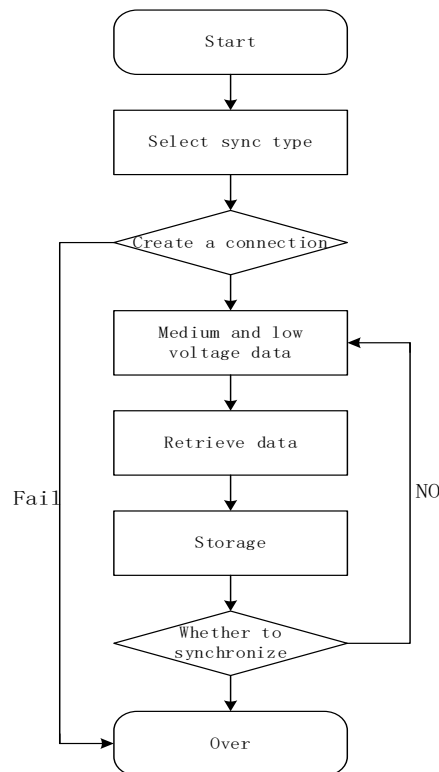 Start
Select sync type
Create a connection
Medium and low
voltage data
Retrieve data
Fail
NO
Storage
Whether to
synchronize
Over